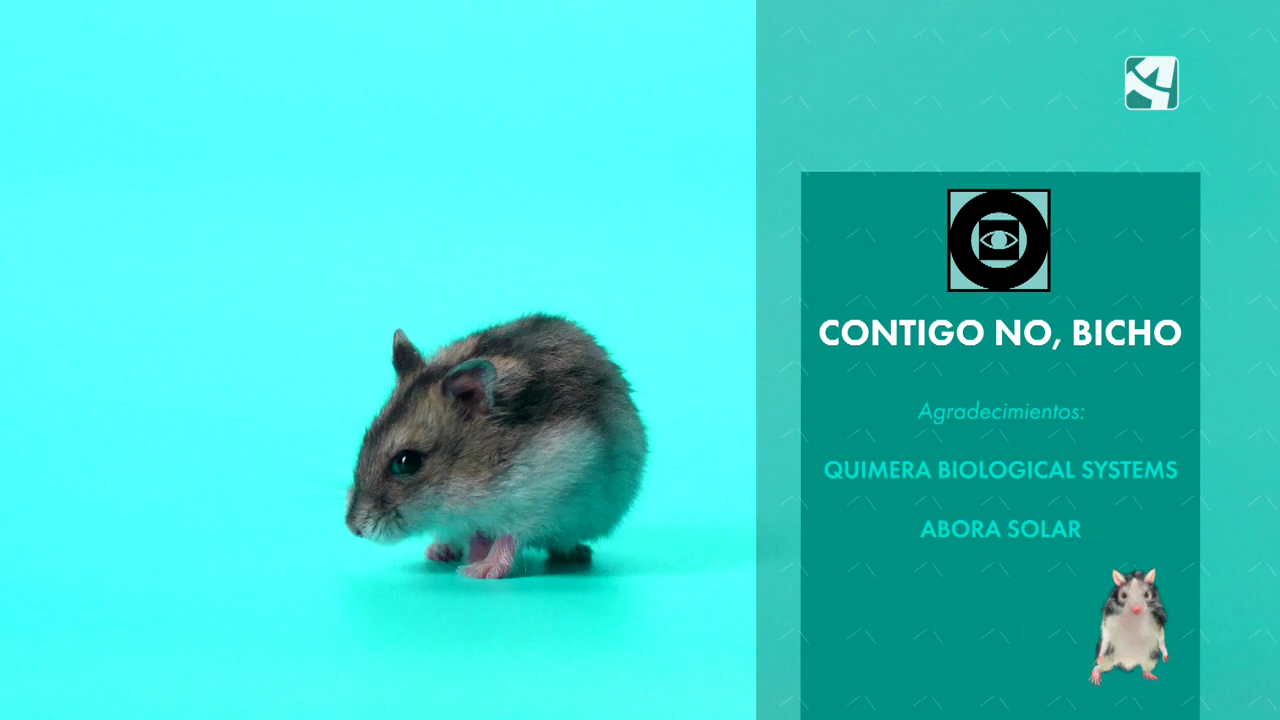 CONTIGO NO, BICHO
Agradecimientos:
QUIMERA BIOLOGICAL SYSTEMS
ABORA SOLAR